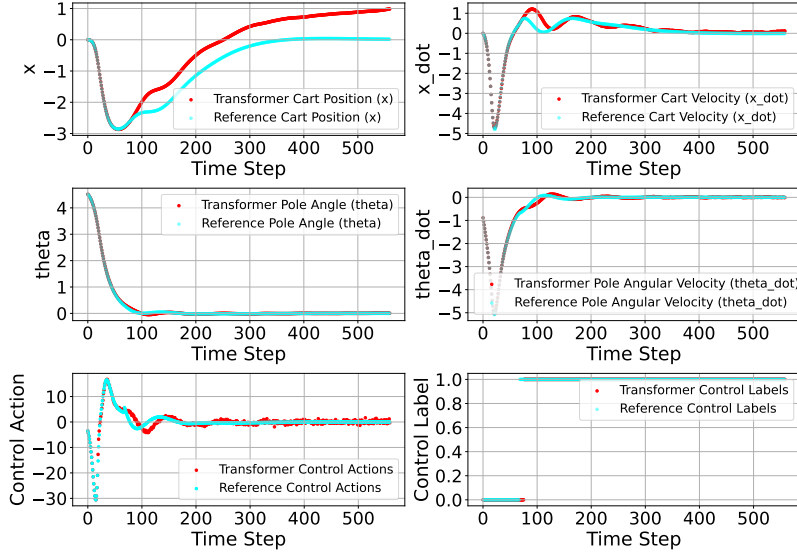 1
0
−1
−2
−3
x
0 100 200 300 400 500
Time Step
Transformer Cart Position (x)
Reference Cart Position (x)
1
0
−1
−2
−3
−4
−5
x_dot
0 100 200 300 400 500
Time Step
Transformer Cart Velocity (x_dot)
Reference Cart Velocity (x_dot)
4
3
2
1
0
theta
0 100 200 300 400 500
Time Step
Transformer Pole Angle (theta)
Reference Pole Angle (theta)
0
−1
−2
−3
−4
−5
theta_dot
0 100 200 300 400 500
Time Step
Transformer Pole Angular Velocity (theta_dot)
Reference Pole Angular Velocity (theta_dot)
10
0
−10
−20
−30
Control Action
0 100 200 300 400 500
Time Step
Transformer Control Actions
Reference Control Actions
1.0
0.8
0.6
0.4
0.2
0.0
Control Label
0 100 200 300 400 500
Time Step
Transformer Control Labels
Reference Control Labels